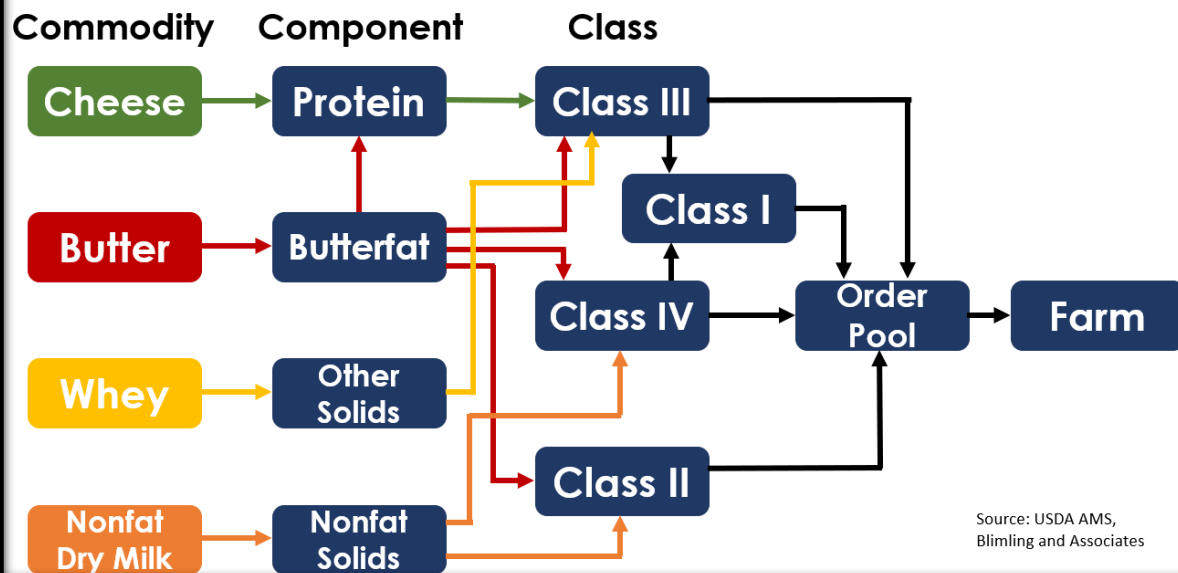 Commodity
Component
Class
Cheese
Protein
Class III
Class I
Butter
Butterfat
Class IV
Order
Pool
Farm
Whey
Other
Solids
Class II
Nonfat
Dry Milk
Nonfat
Solids
Source: USDA AMS,
Blimling and Associates